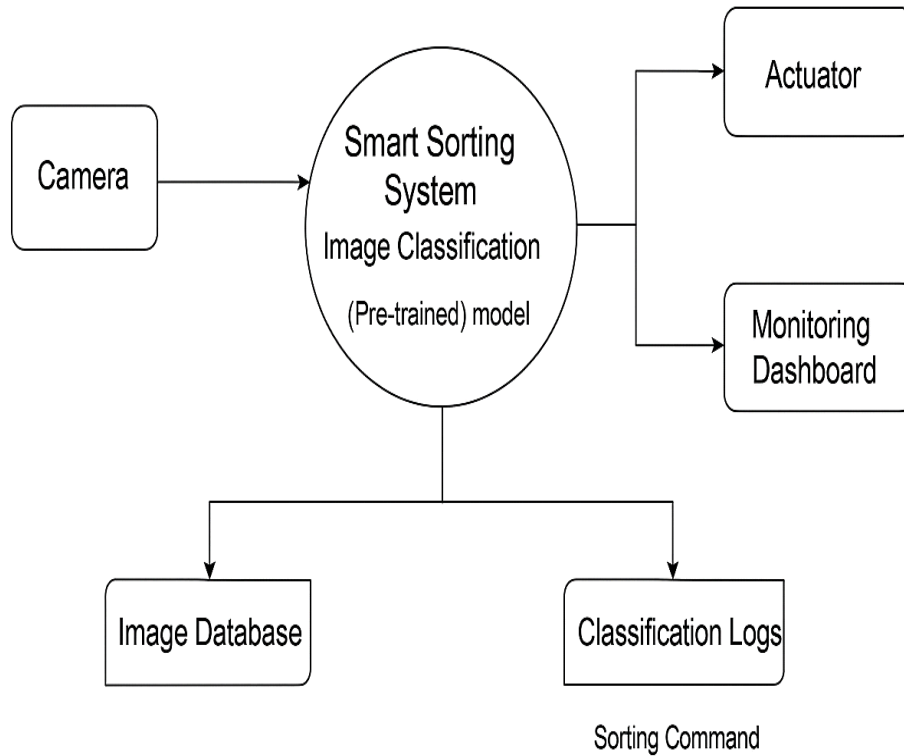 Camera
Smart Sorting
System
Image Classification
(Pre-trained) model
Actuator
Monitoring
Dashboard
Image Database
Classification Logs
Sorting Command